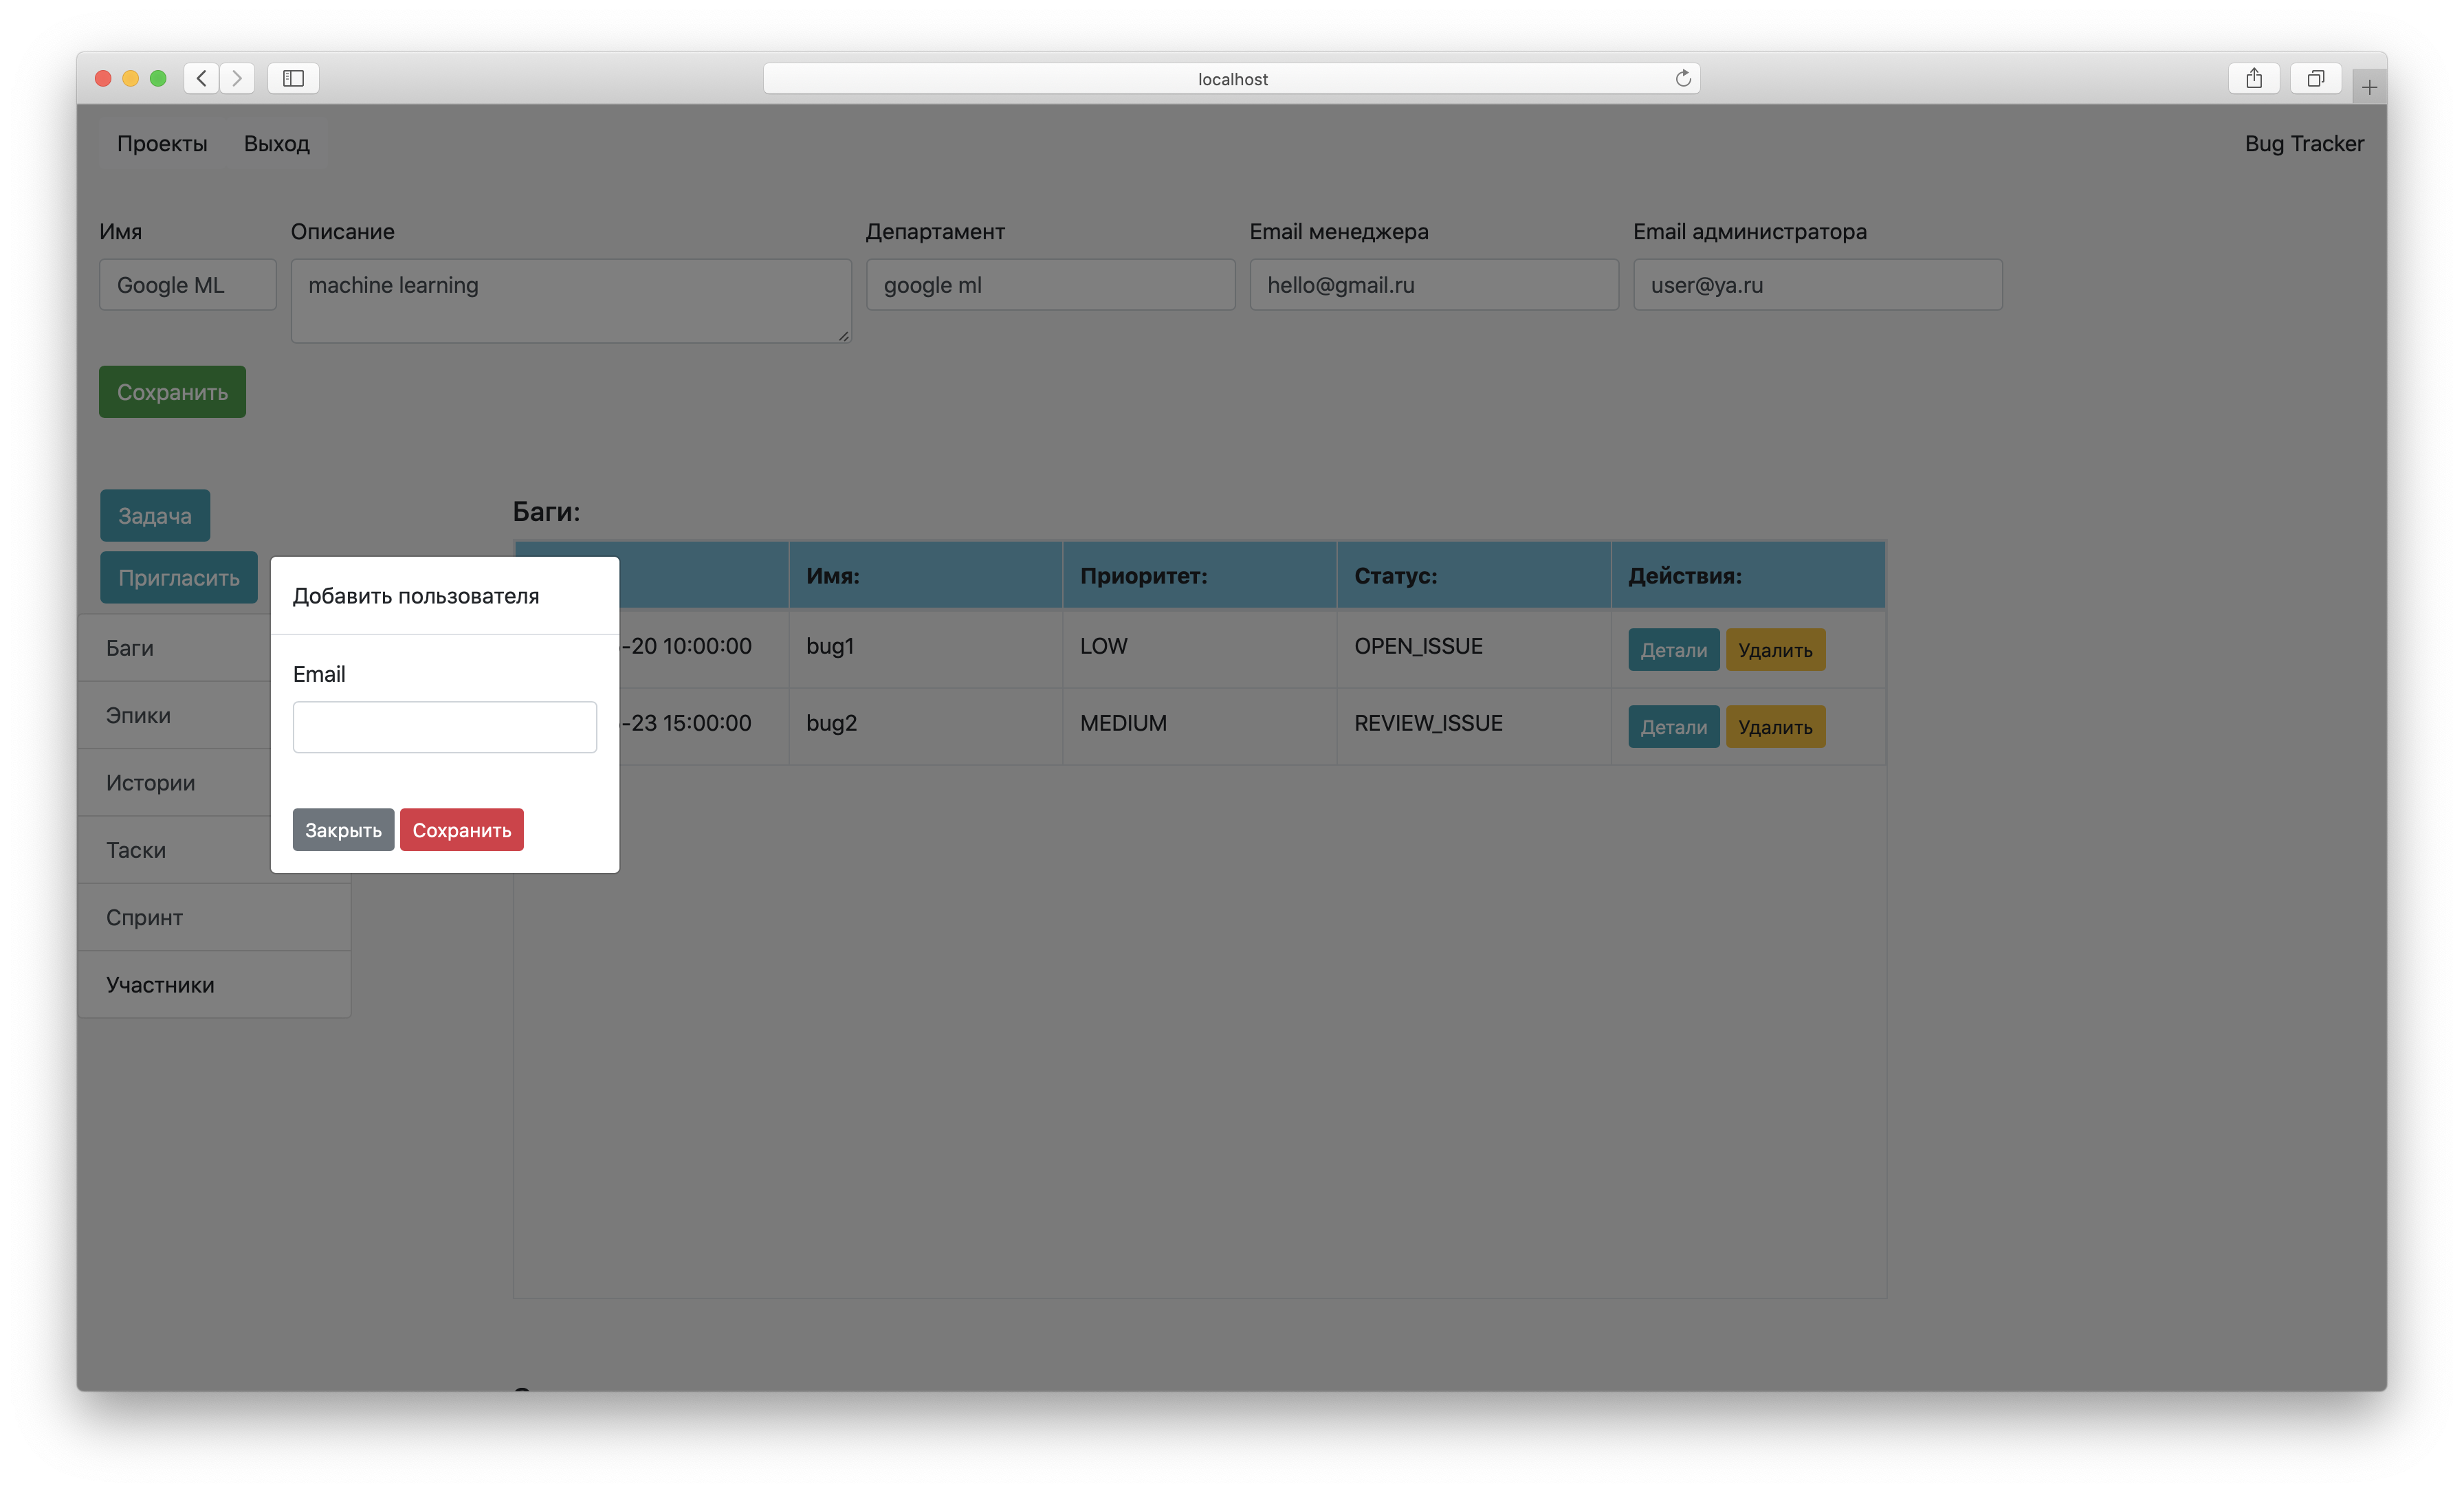 localhost
Проекты Выход Bug Tracker
Имя Описание Департамент Email менеджера Email администратора
Google ML machine learning google ml hello@gmail.ru user@ya.ru
Сохранить
Задача
Баги:
Пригласить
Имя: Приоритет: Статус: Действия:
Добавить пользователя
-20 10:00:00 bug1 LOW OPEN_ISSUE Детали Удалить
Баги
Email
Эпики
-23 15:00:00 bug2 MEDIUM REVIEW_ISSUE Детали Удалить
Истории
Закрыть Сохранить
Таски
Спринт
Участники